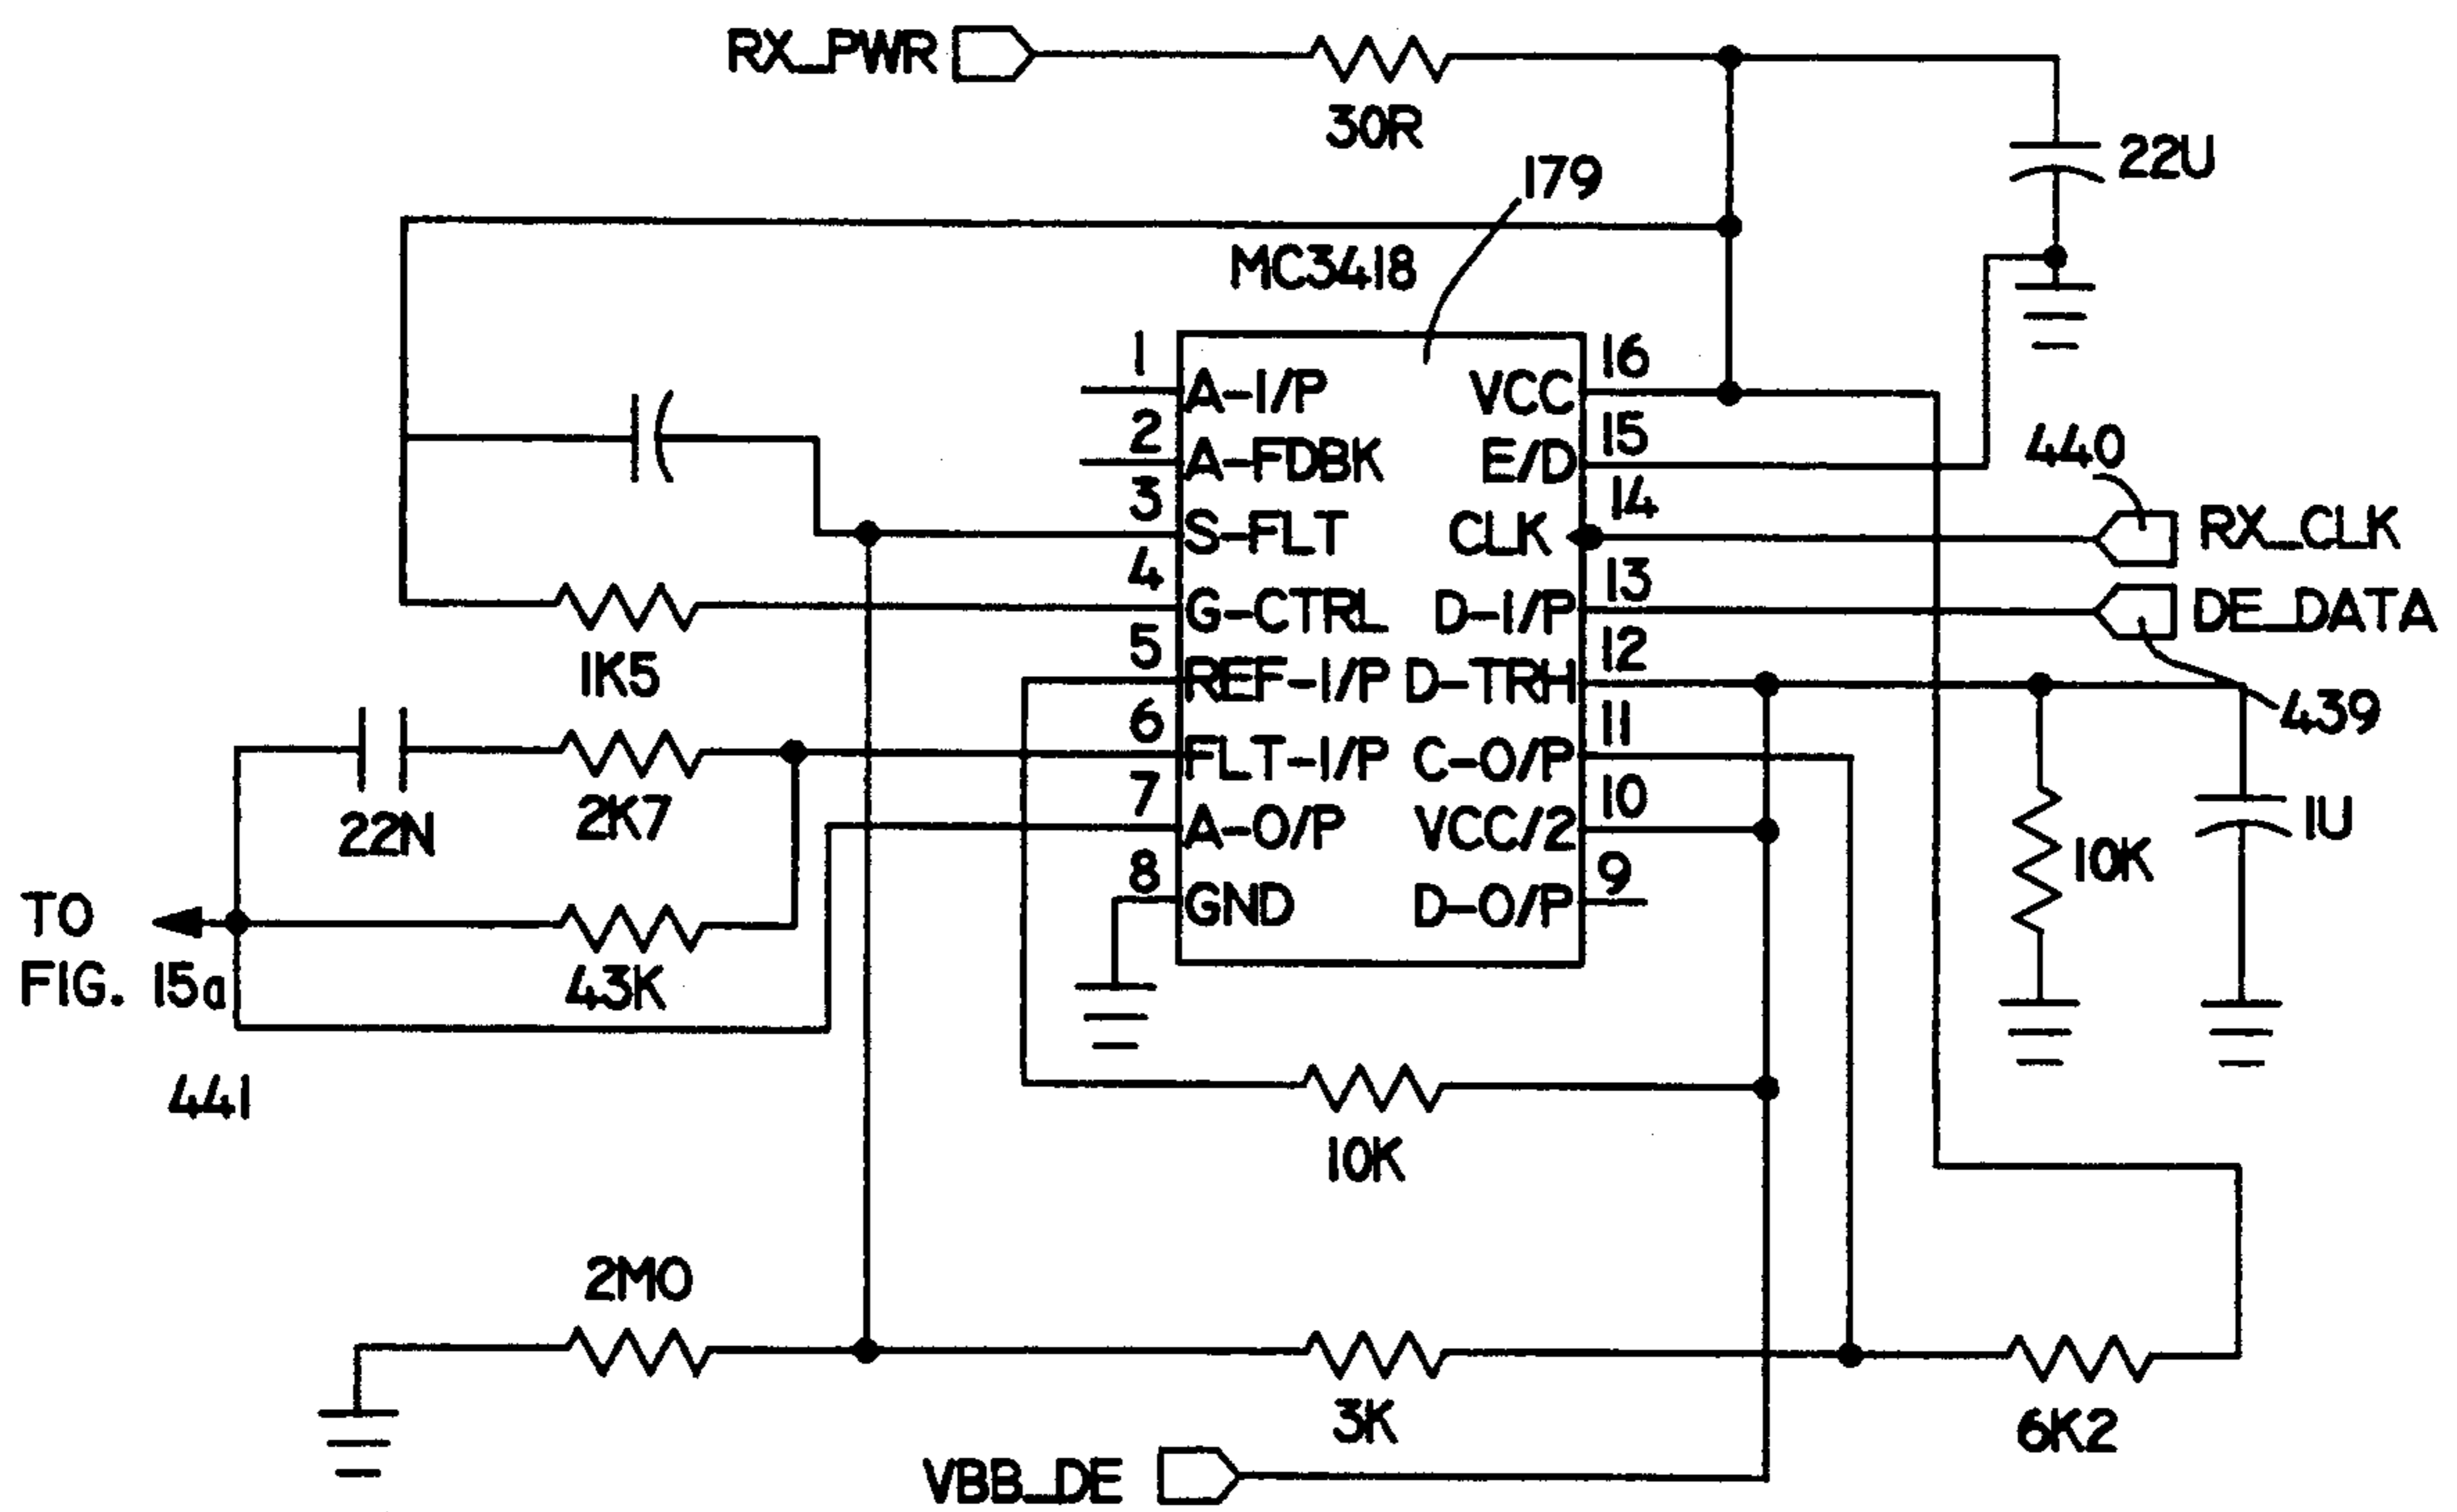 RX_PWR
30R
22U
179
MC3418
1 A-I/P VCC 16
2 A-FDBK E/D 15
3 S-FLT CLK 14
4 G-CTRL D-I/P 13
5 REF-I/P D-TRH 12
6 FLT-I/P C-O/P 11
7 A-O/P VCC/2 10
8 GND D-O/P 9
440
RX_CLK
DE_DATA
439
1K5
22N
2K7
TO
FIG. 15a
43K
441
10K
1U
10K
2M0
3K
6K2
VBB_DE